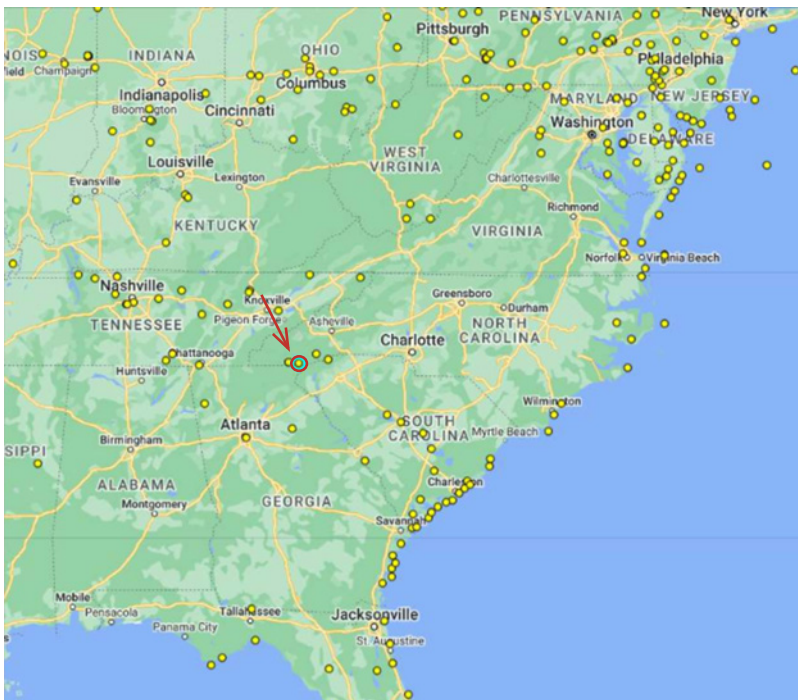 PENNSYLVANIA
New York
Pittsburgh
NOIS
INDIANA
OHIO
Philadelphia
field Champaign
Columbus
Indianapolis
MARYLAND
NEW JERSEY
Bloomington
Cincinnati
Washington
DELAWARE
WEST
VIRGINIA
Louisville
Evansville
Lexington
Charlottesville
KENTUCKY
Richmond
VIRGINIA
Norfolk
Virginia Beach
Nashville
Knoxville
Greensboro
Durham
TENNESSEE
Pigeon Forge
Asheville
NORTH
CAROLINA
Charlotte
Chattanooga
Huntsville
Wilmington
Atlanta
SOUTH
CAROLINA
Myrtle Beach
SIPPI
Birmingham
ALABAMA
Charleston
Montgomery
GEORGIA
Savannah
Mobile
Pensacola
Tallahassee
Jacksonville
Panama City
s
St. Augustine